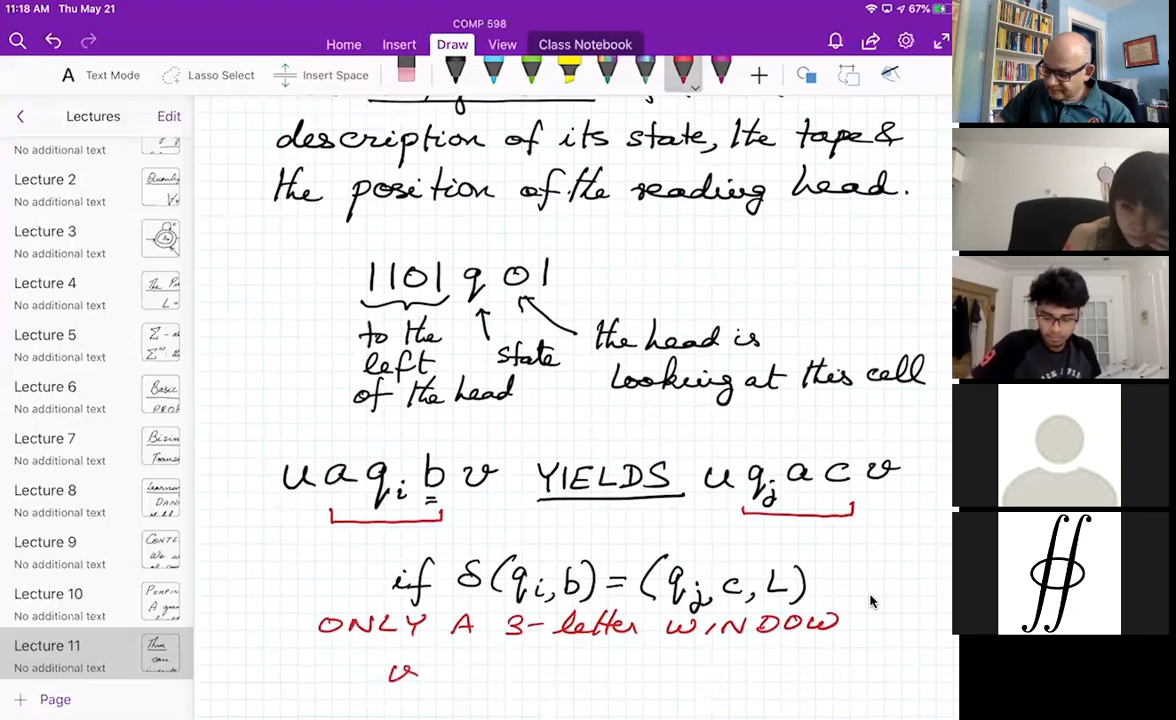 11:18 AM Thu May 21
67%
COMP 598
Home Insert Draw View Class Notebook
A Text Mode Lasso Select Insert Space
Lectures Edit
No additional text
Lecture 2
No additional text
Lecture 3
No additional text
Lecture 4
No additional text
Lecture 5
No additional text
Lecture 6
No additional text
Lecture 7
No additional text
Lecture 8
No additional text
Lecture 9
No additional text
Lecture 10
No additional text
Lecture 11
No additional text
+ Page
description of its state, the tape &
the position of the reading head.
1101 q 01
to the
left
of the head
state
the head is
looking at this cell
u a qᵢ b v YIELDS u qⱼ a c v
if δ(qᵢ, b) = (qⱼ, c, L)
ONLY A 3-letter WINDOW
v
∯